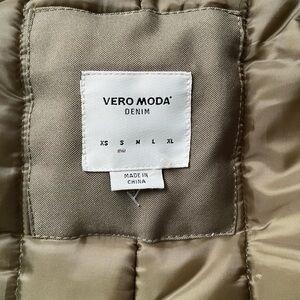 VERO MODA
DENIM
XS S M L XL
MADE IN
CHINA